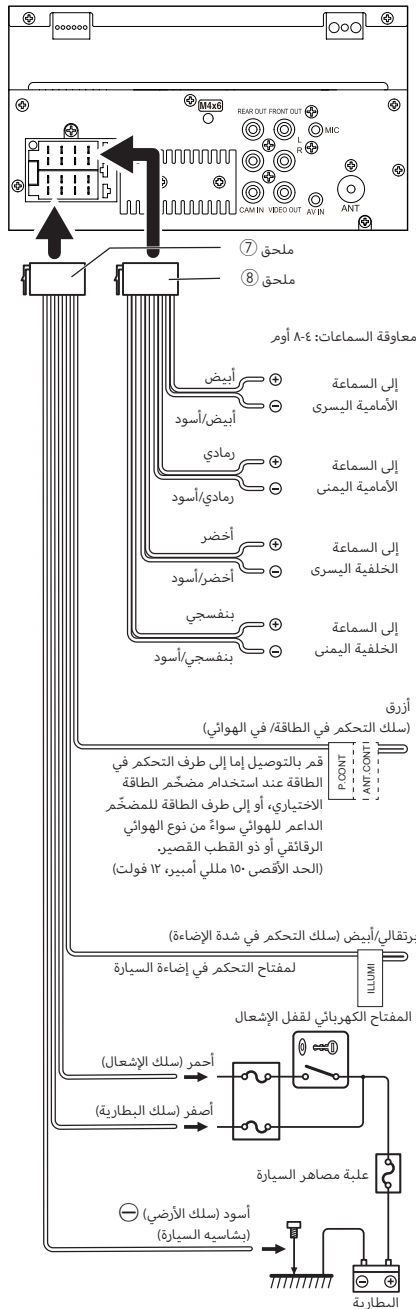 M4x6
REAR OUT FRONT OUT
L
R
MIC
CAM IN VIDEO OUT AV IN
ANT
ملحق ⑦
ملحق ⑧
معاوقة السماعات: ٤-٨ أوم
أبيض
⊕
إلى السماعة
الأمامية اليسرى
⊖
أبيض/أسود
رمادي
⊕
إلى السماعة
الأمامية اليمنى
⊖
رمادي/أسود
أخضر
⊕
إلى السماعة
الخلفية اليسرى
⊖
أخضر/أسود
بنفسجي
⊕
إلى السماعة
الخلفية اليمنى
⊖
بنفسجي/أسود
أزرق
(سلك التحكم في الطاقة/ في الهوائي)
P.CONT
ANT.CONT
قم بالتوصيل إما إلى طرف التحكم في
الطاقة عند استخدام مضخّم الطاقة
الاختياري، أو إلى طرف الطاقة للمضخّم
الداعم للهوائي سواءً من نوع الهوائي
الرقائقي أو ذو القطب القصير.
(الحد الأقصى ١٥٠ مللي أمبير، ١٢ فولت)
برتقالي/أبيض (سلك التحكم في شدة الإضاءة)
لمفتاح التحكم في إضاءة السيارة
ILLUMI
المفتاح الكهربائي لقفل الإشعال
أحمر (سلك الإشعال)
أصفر (سلك البطارية)
علبة مصاهر السيارة
أسود (سلك الأرضي) ⊖
(بشاسيه السيارة)
⊖ ⊕
البطارية